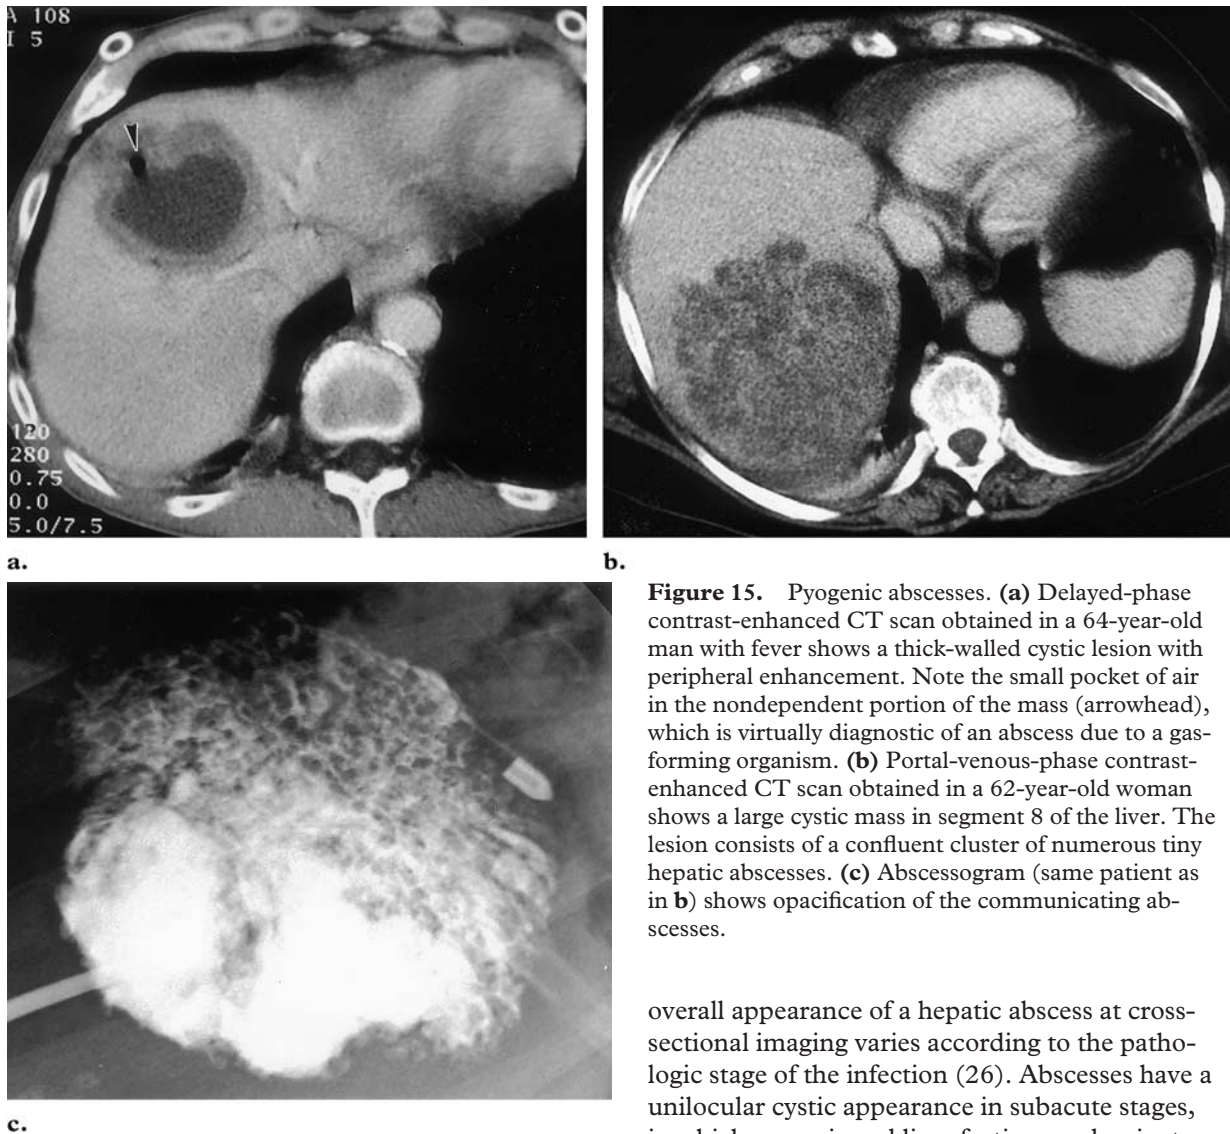 A 108
I 5
120
280
0.75
0.0
5.0/7.5
a.
b.
c.
Figure 15. Pyogenic abscesses. (a) Delayed-phase
contrast-enhanced CT scan obtained in a 64-year-old
man with fever shows a thick-walled cystic lesion with
peripheral enhancement. Note the small pocket of air
in the nondependent portion of the mass (arrowhead),
which is virtually diagnostic of an abscess due to a gas-
forming organism. (b) Portal-venous-phase contrast-
enhanced CT scan obtained in a 62-year-old woman
shows a large cystic mass in segment 8 of the liver. The
lesion consists of a confluent cluster of numerous tiny
hepatic abscesses. (c) Abscessogram (same patient as
in b) shows opacification of the communicating ab-
scesses.
overall appearance of a hepatic abscess at cross-
sectional imaging varies according to the patho-
logic stage of the infection (26). Abscesses have a
unilocular cystic appearance in subacute stages,